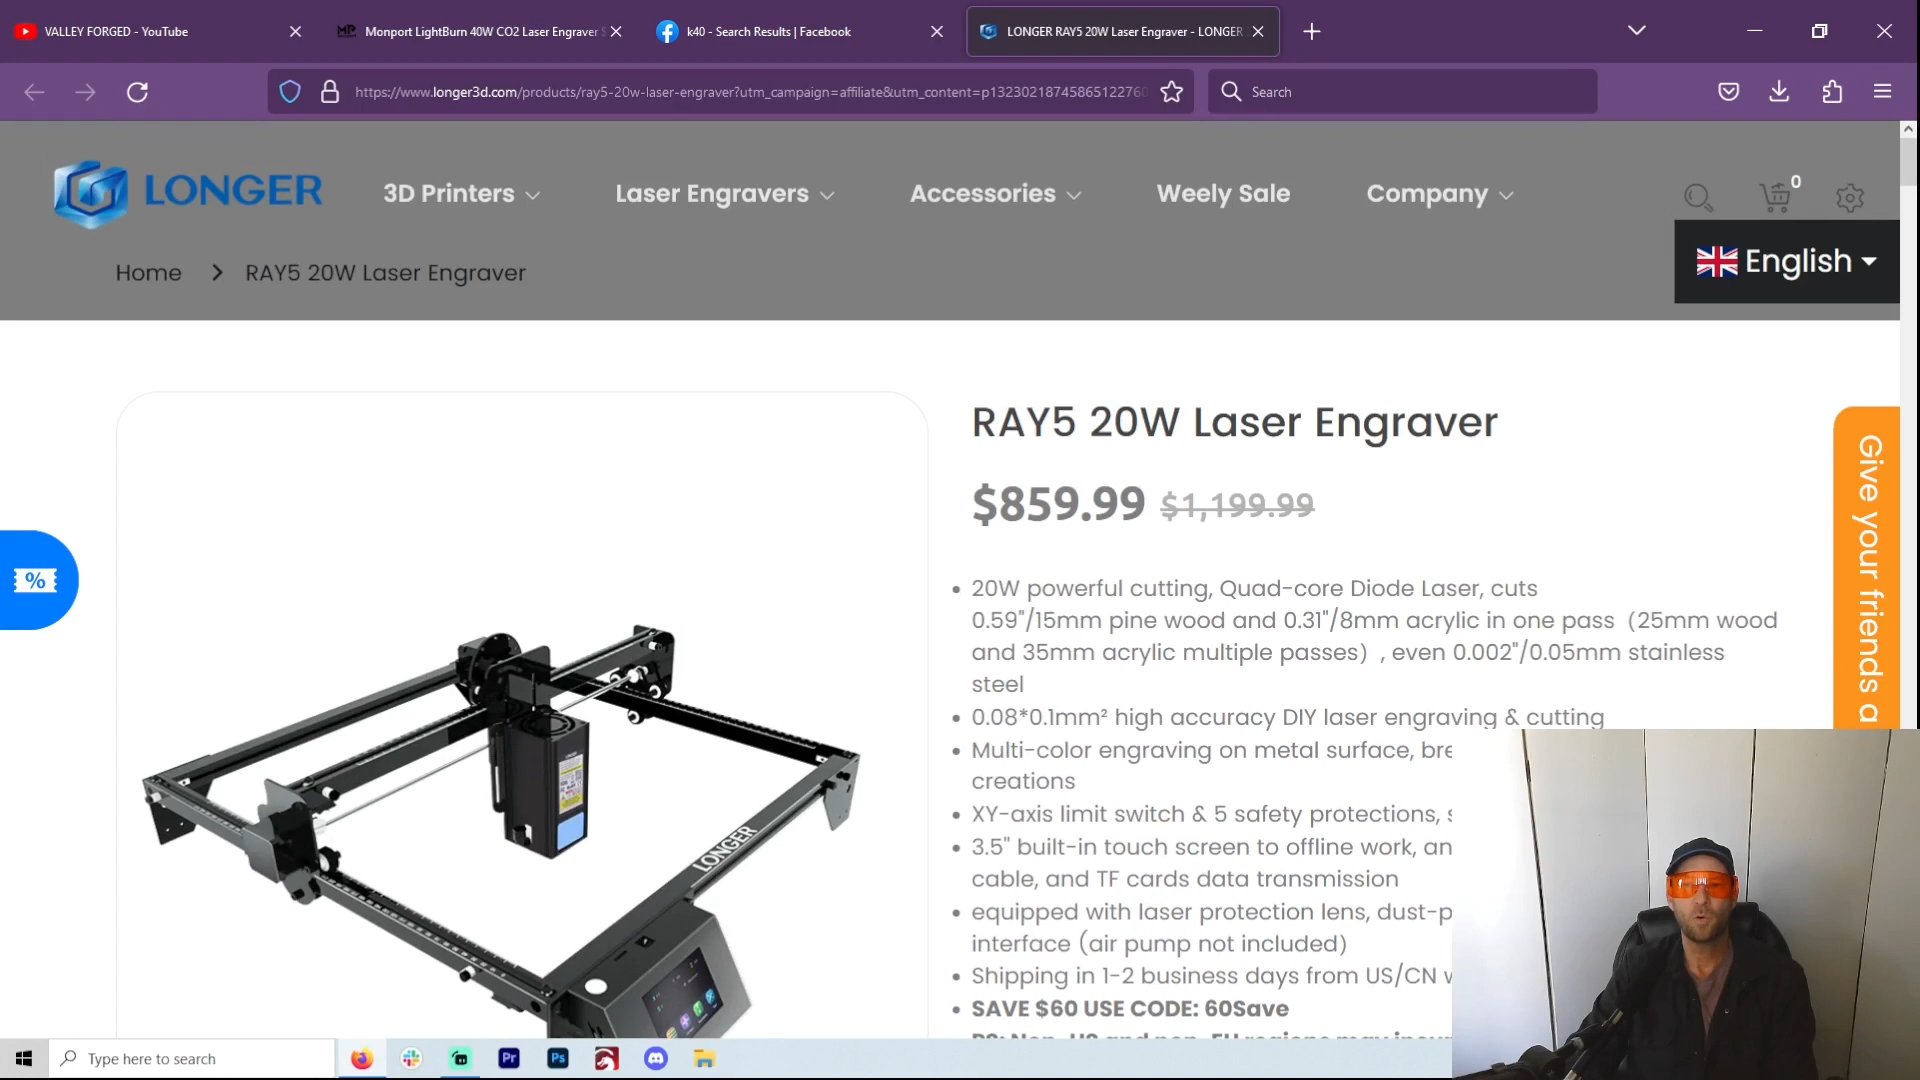 VALLEY FORGED - YouTube
Monport LightBurn 40W CO2 Laser Engraver S
k40 - Search Results | Facebook
LONGER RAY5 20W Laser Engraver - LONGER
https://www.longer3d.com/products/ray5-20w-laser-engraver?utm_campaign=affiliate&utm_content=p1323021874586512276
Search
LONGER
3D Printers
Laser Engravers
Accessories
Weely Sale
Company
0
English
Home > RAY5 20W Laser Engraver
RAY5 20W Laser Engraver
$859.99 $1,199.99
• 20W powerful cutting, Quad-core Diode Laser, cuts
0.59"/15mm pine wood and 0.31"/8mm acrylic in one pass（25mm wood
and 35mm acrylic multiple passes）, even 0.002"/0.05mm stainless
steel
• 0.08*0.1mm² high accuracy DIY laser engraving & cutting
• Multi-color engraving on metal surface, bre
creations
• XY-axis limit switch & 5 safety protections, s
• 3.5" built-in touch screen to offline work, an
cable, and TF cards data transmission
• equipped with laser protection lens, dust-p
interface (air pump not included)
• Shipping in 1-2 business days from US/CN w
• SAVE $60 USE CODE: 60Save
Give your friends a
%
LONGER
Type here to search
Pr
Ps